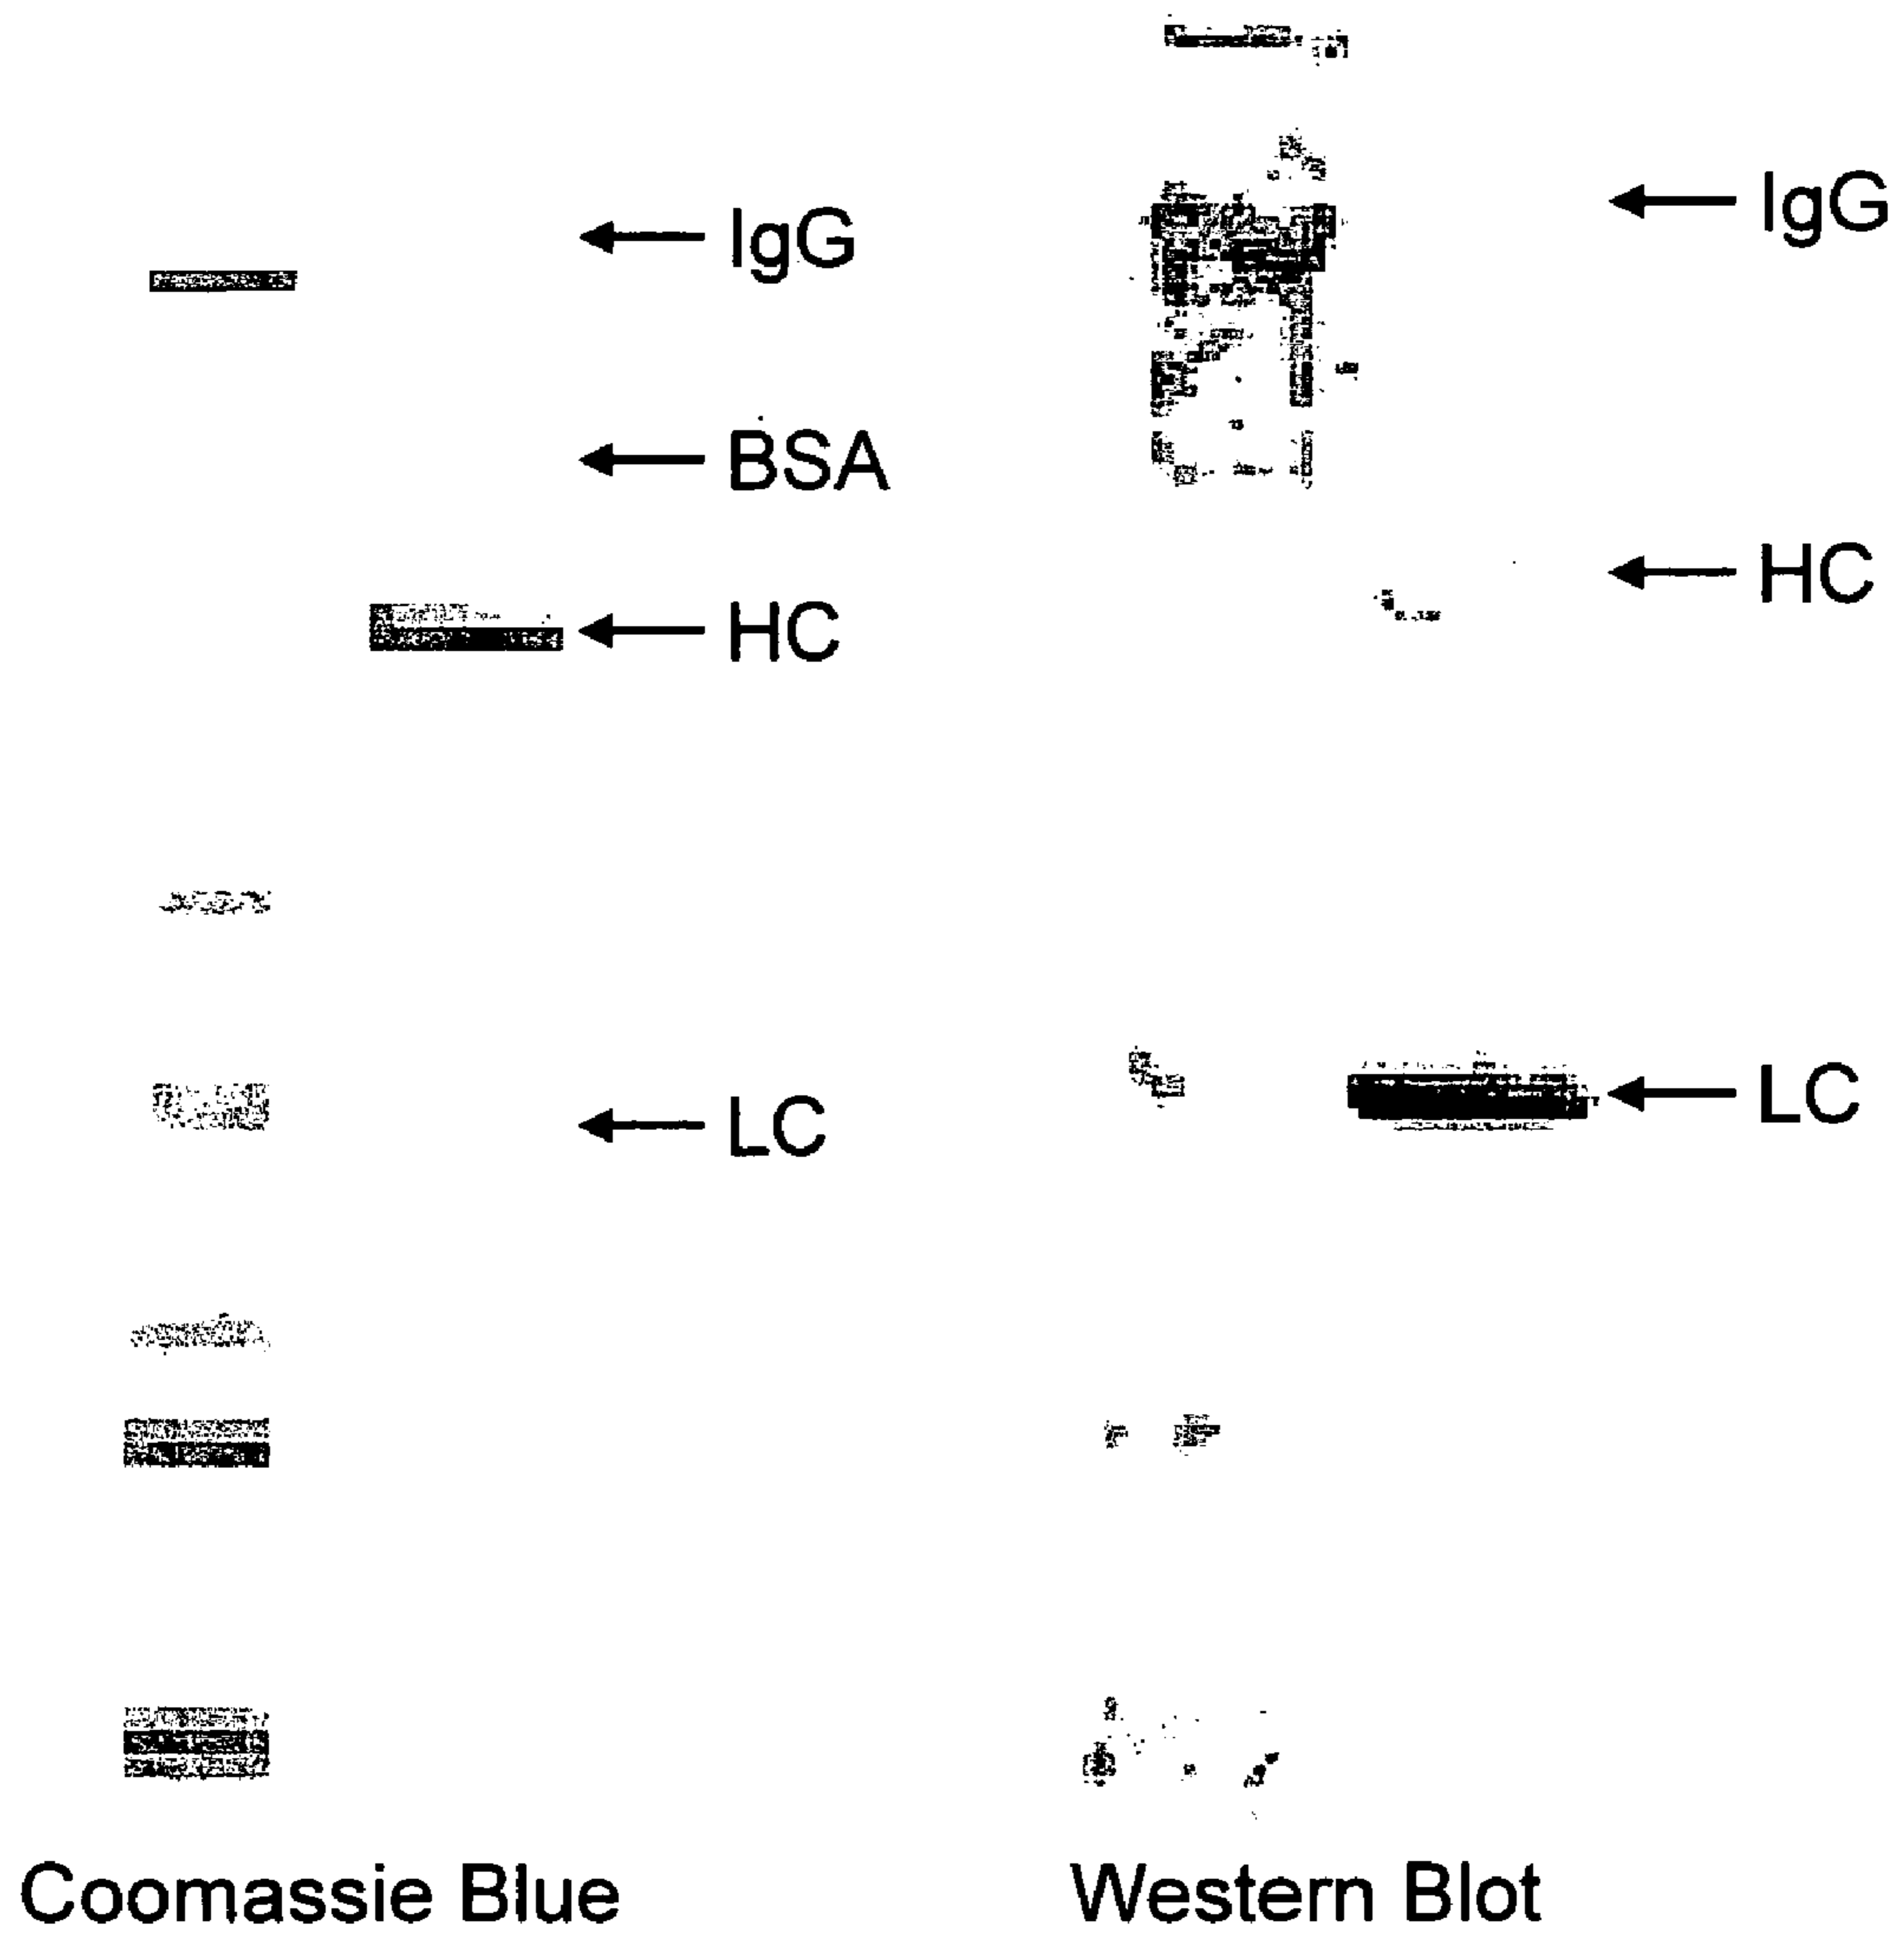 IgG
BSA
HC
LC
Coomassie Blue
IgG
HC
LC
Western Blot